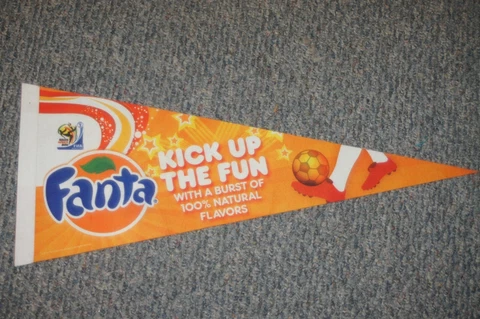 Fanta
KICK UP
THE FUN
WITH A BURST OF
100% NATURAL
FLAVORS